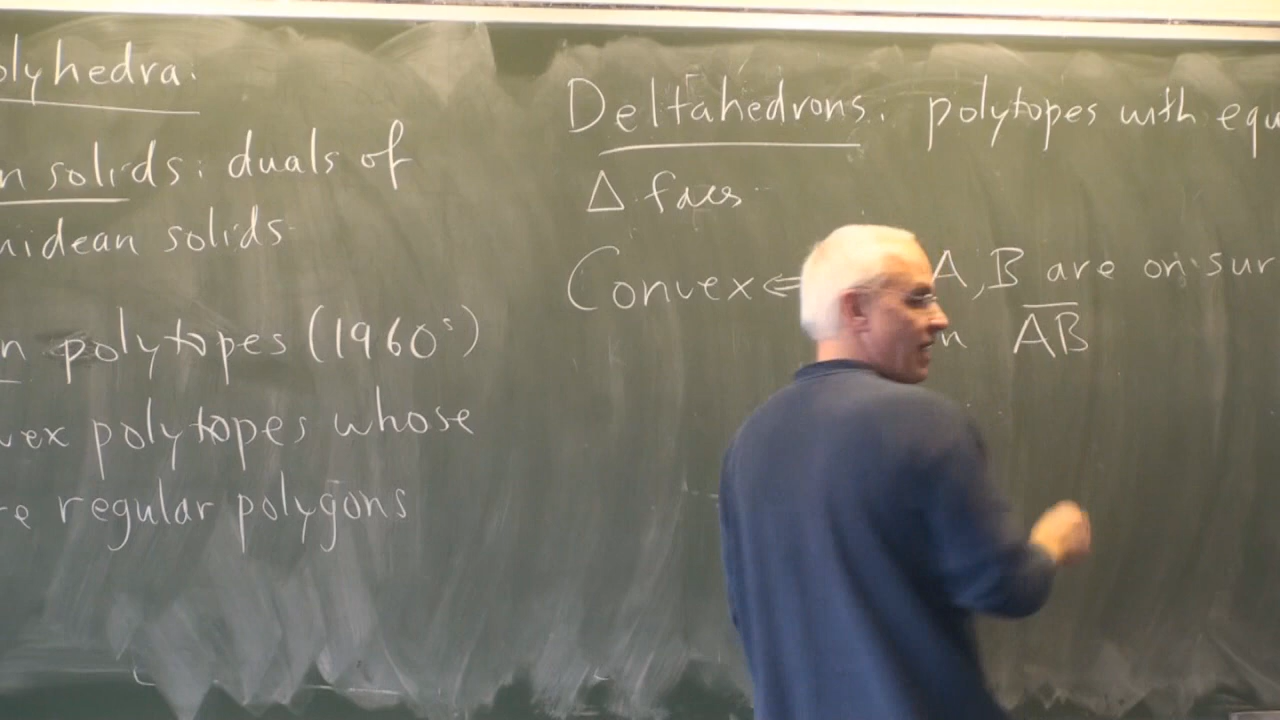 olyhedra.
n solids: duals of
midean solids
n polytopes (1960s)
vex polytopes whose
e regular polygons
Deltahedrons: polytopes with equ
Δ faces
Convex ⇐ A,B are on sur
n AB